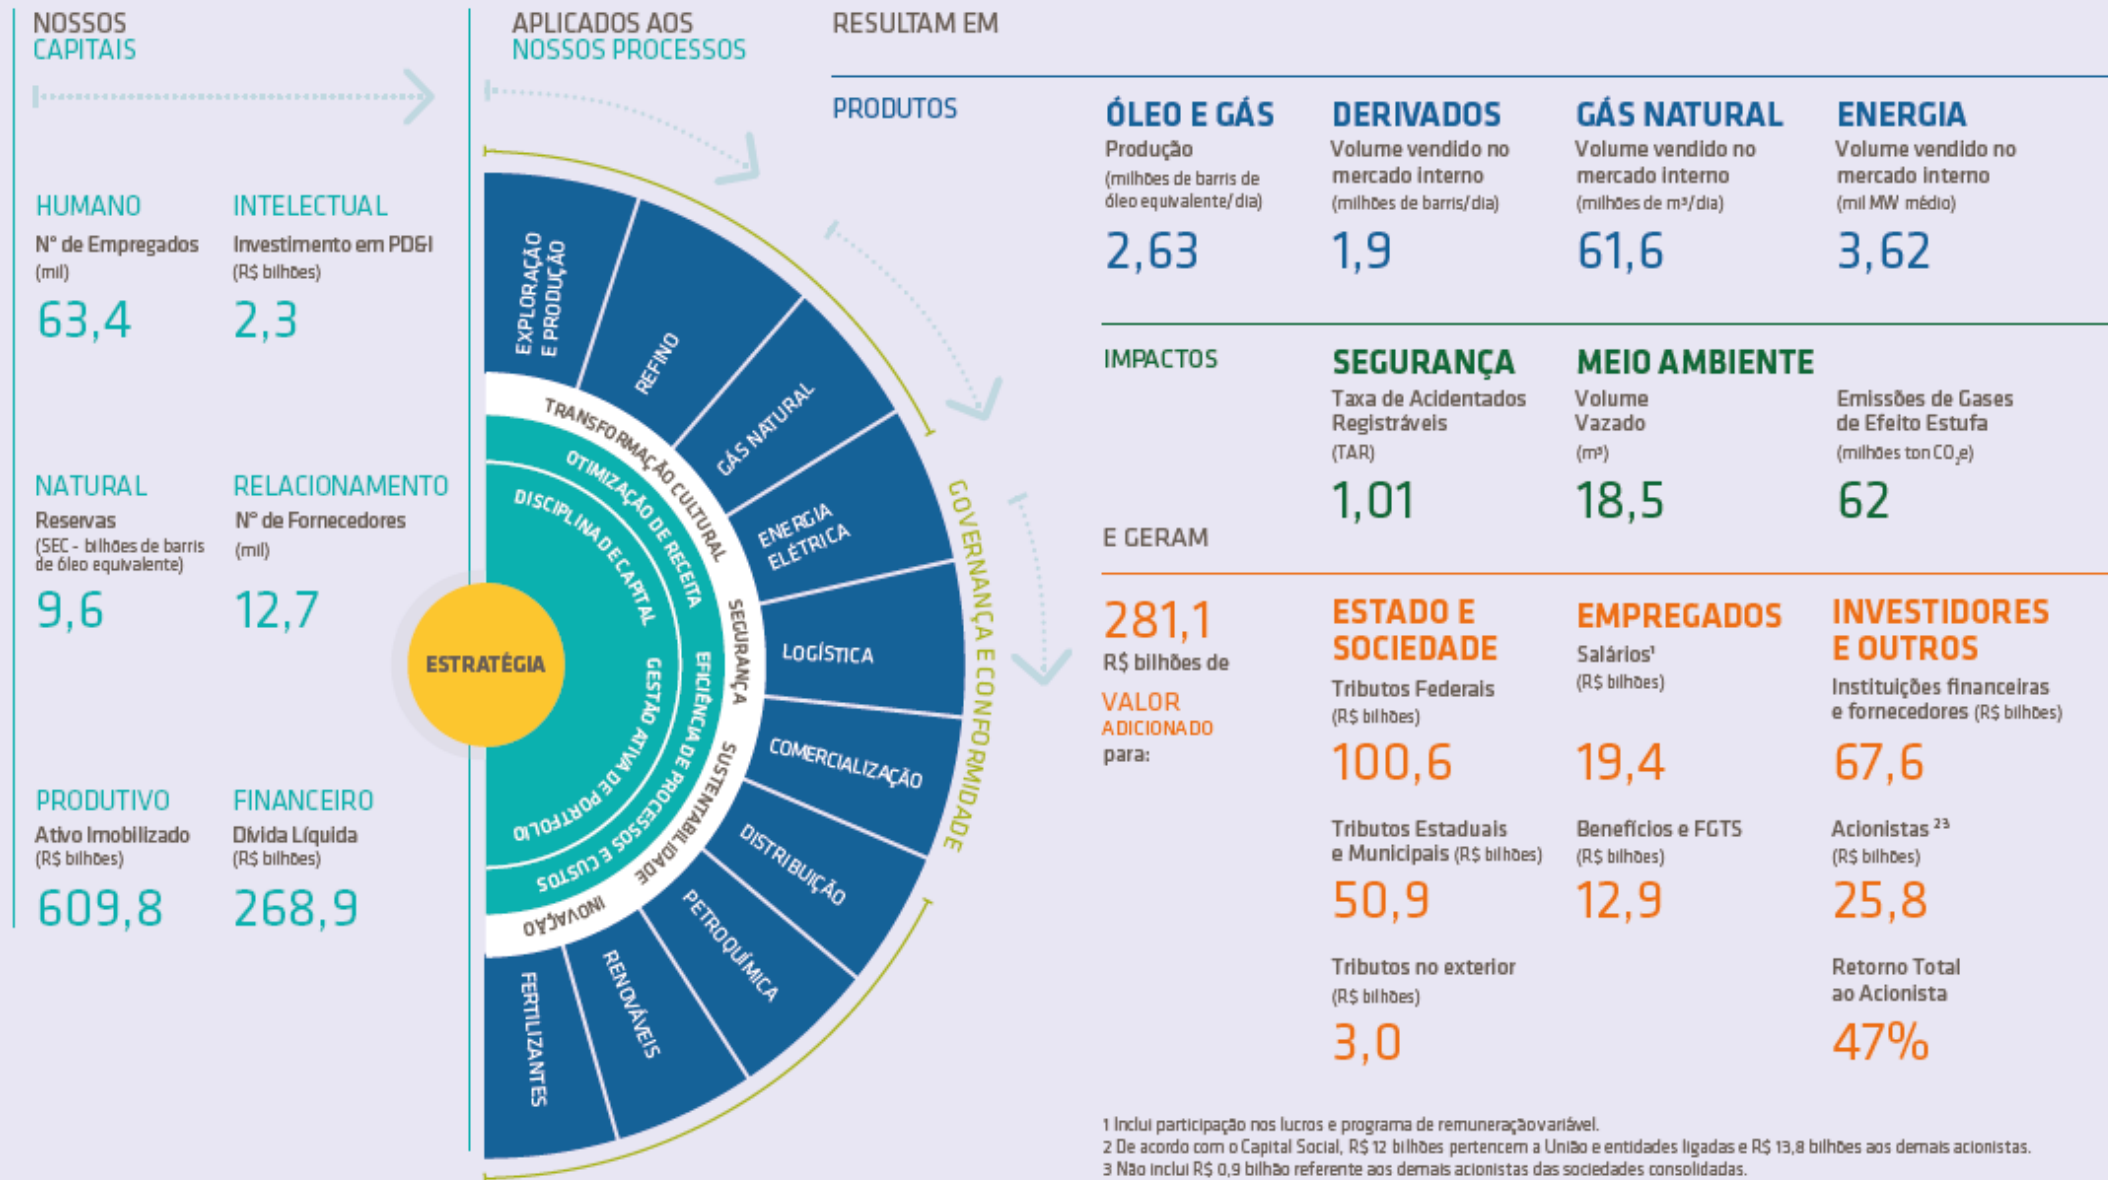 NOSSOS
CAPITAIS
HUMANO
N° de Empregados
(mil)
63,4
INTELECTUAL
Investimento em PD&I
(R$ bilhões)
2,3
NATURAL
Reservas
(SEC - bilhões de barris
de óleo equivalente)
9,6
RELACIONAMENTO
N° de Fornecedores
(mil)
12,7
PRODUTIVO
Ativo Imobilizado
(R$ bilhões)
609,8
FINANCEIRO
Dívida Líquida
(R$ bilhões)
268,9
APLICADOS AOS
NOSSOS PROCESSOS
ESTRATÉGIA
DISCIPLINA DE CAPITAL
GESTÃO ATIVA DE PORTFOLIO
OTIMIZAÇÃO DE RECEITA
EFICIÊNCIA DE PROCESSOS E CUSTOS
TRANSFORMAÇÃO CULTURAL
SEGURANÇA
SUSTENTABILIDADE
INOVAÇÃO
EXPLORAÇÃO
E PRODUÇÃO
REFINO
GÁS NATURAL
ENERGIA
ELÉTRICA
LOGÍSTICA
COMERCIALIZAÇÃO
DISTRIBUIÇÃO
PETROQUÍMICA
RENOVÁVEIS
FERTILIZANTES
GOVERNANÇA E CONFORMIDADE
RESULTAM EM
PRODUTOS
ÓLEO E GÁS
Produção
(milhões de barris de
óleo equivalente/dia)
2,63
DERIVADOS
Volume vendido no
mercado interno
(milhões de barris/dia)
1,9
GÁS NATURAL
Volume vendido no
mercado interno
(milhões de m³/dia)
61,6
ENERGIA
Volume vendido no
mercado interno
(mil MW médio)
3,62
IMPACTOS
SEGURANÇA
Taxa de Acidentados
Registráveis
(TAR)
1,01
MEIO AMBIENTE
Volume
Vazado
(m³)
18,5
Emissões de Gases
de Efeito Estufa
(milhões ton CO₂e)
62
E GERAM
281,1
R$ bilhões de
VALOR
ADICIONADO
para:
ESTADO E
SOCIEDADE
Tributos Federais
(R$ bilhões)
100,6
Tributos Estaduais
e Municipais (R$ bilhões)
50,9
Tributos no exterior
(R$ bilhões)
3,0
EMPREGADOS
Salários¹
(R$ bilhões)
19,4
Benefícios e FGTS
(R$ bilhões)
12,9
INVESTIDORES
E OUTROS
Instituições financeiras
e fornecedores (R$ bilhões)
67,6
Acionistas ²³
(R$ bilhões)
25,8
Retorno Total
ao Acionista
47%
1 Inclui participação nos lucros e programa de remuneração variável.
2 De acordo com o Capital Social, R$ 12 bilhões pertencem a União e entidades ligadas e R$ 13,8 bilhões aos demais acionistas.
3 Não inclui R$ 0,9 bilhão referente aos demais acionistas das sociedades consolidadas.